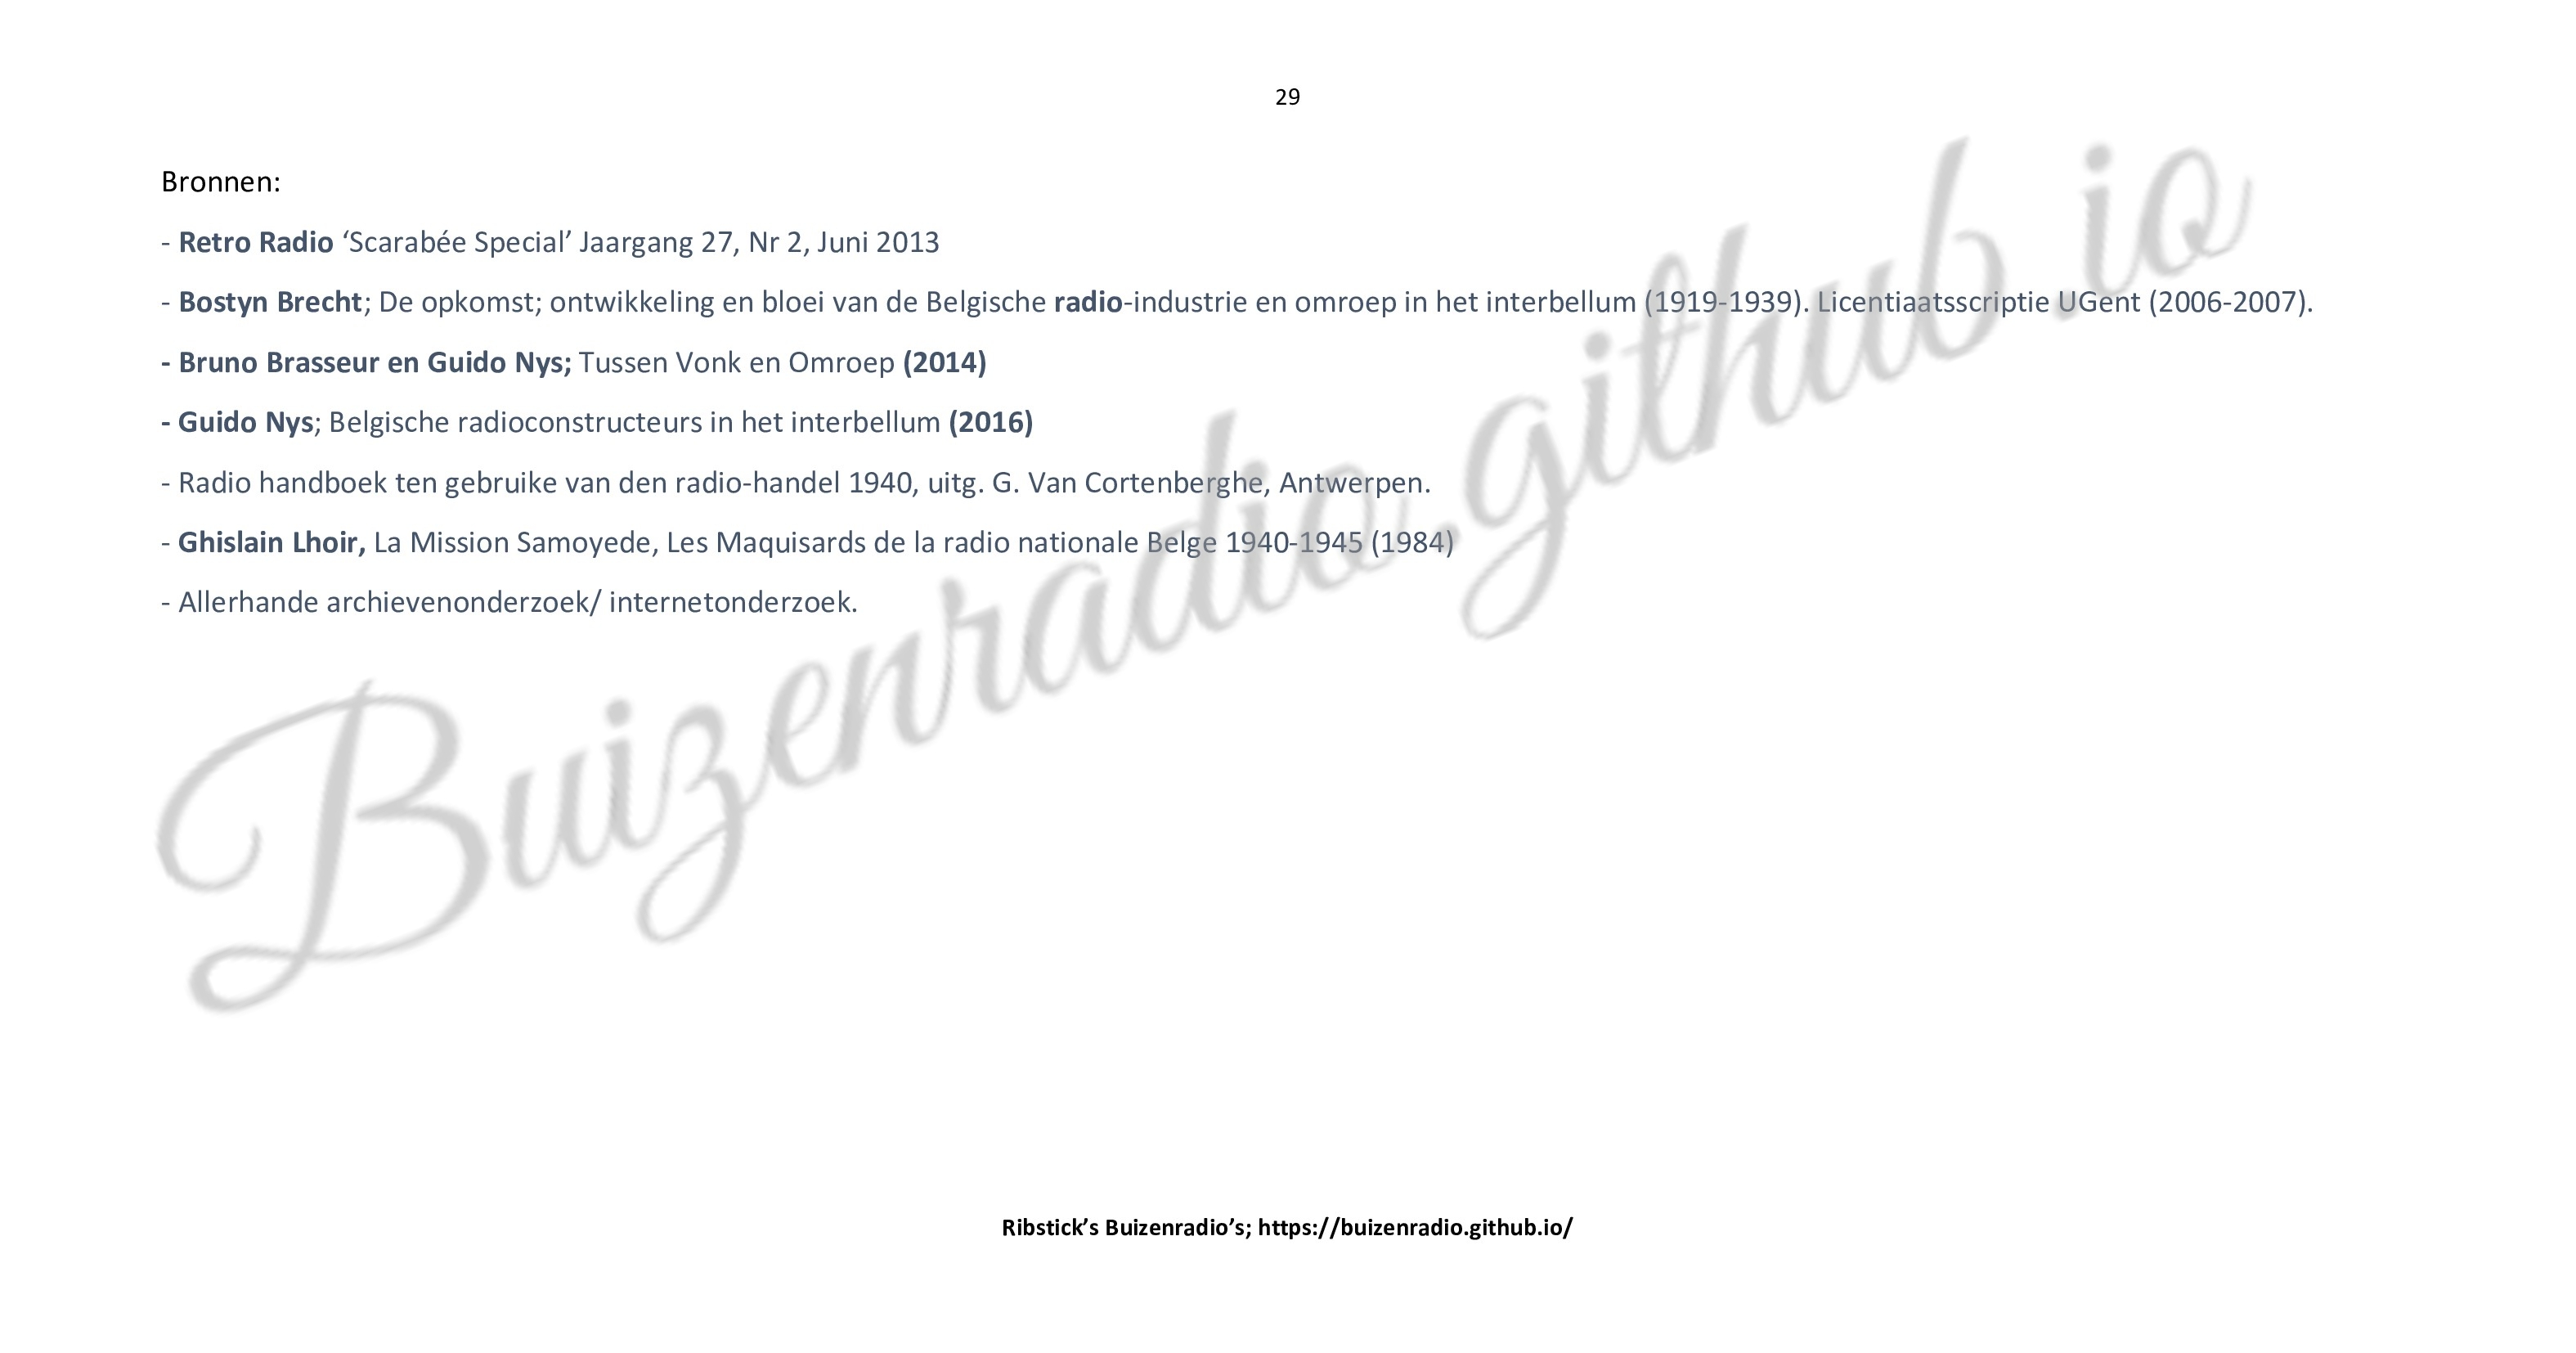 29
Bronnen:
- Retro Radio ‘Scarabée Special’ Jaargang 27, Nr 2, Juni 2013
- Bostyn Brecht; De opkomst; ontwikkeling en bloei van de Belgische radio-industrie en omroep in het interbellum (1919-1939). Licentiaatsscriptie UGent (2006-2007).
- Bruno Brasseur en Guido Nys; Tussen Vonk en Omroep (2014)
- Guido Nys; Belgische radioconstructeurs in het interbellum (2016)
- Radio handboek ten gebruike van den radio-handel 1940, uitg. G. Van Cortenberghe, Antwerpen.
- Ghislain Lhoir, La Mission Samoyede, Les Maquisards de la radio nationale Belge 1940-1945 (1984)
- Allerhande archievenonderzoek/ internetonderzoek.
Buizenradio.github.io
Ribstick’s Buizenradio’s; https://buizenradio.github.io/